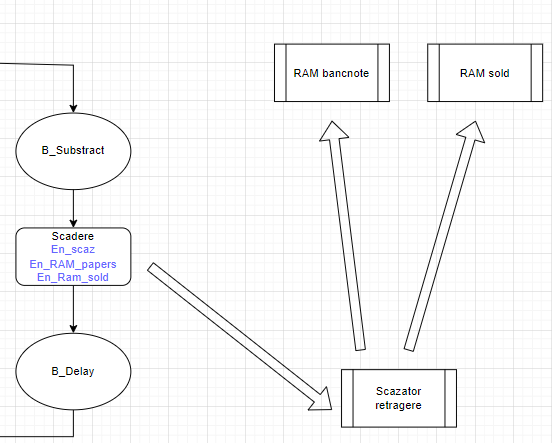 RAM bancnote
RAM sold
B_Substract
Scadere
En_scaz
En_RAM_papers
En_Ram_sold
B_Delay
Scazator
retragere